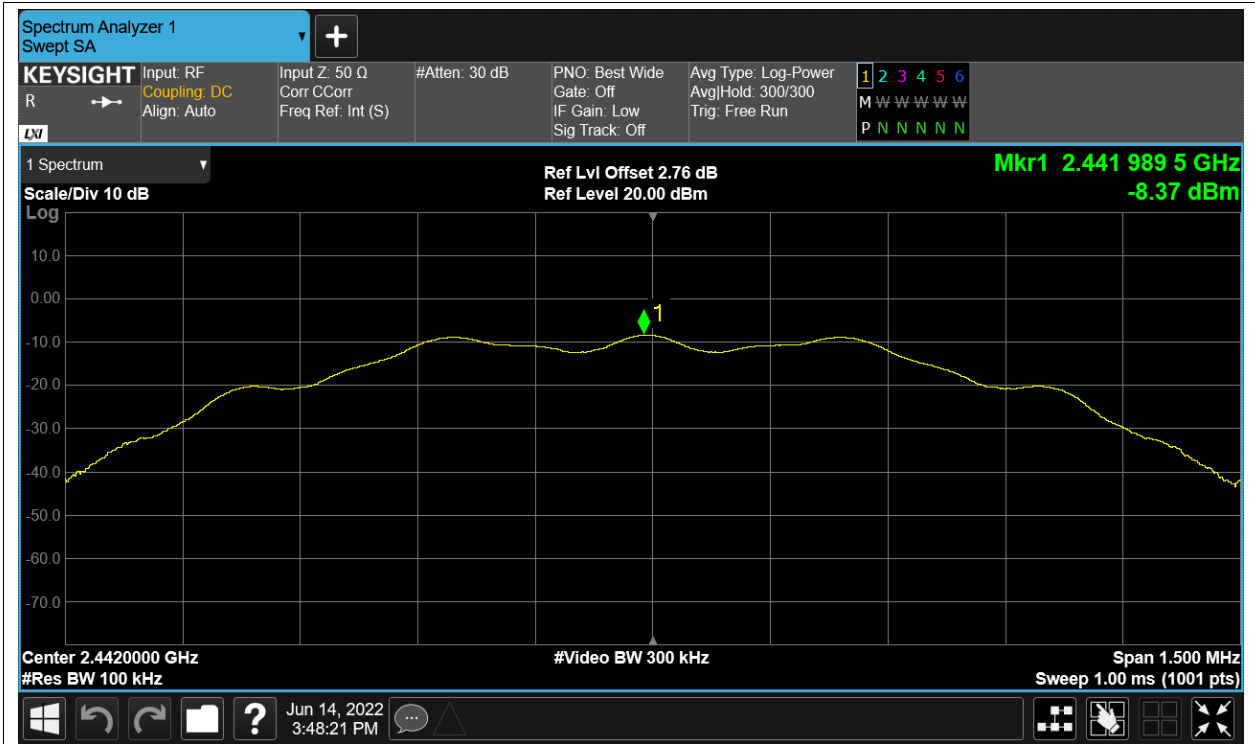 Spectrum Analyzer 1
Swept SA
KEYSIGHT Input: RF Input Z: 50 Ω #Atten: 30 dB PNO: Best Wide Avg Type: Log-Power 1 2 3 4 5 6
R Coupling: DC Corr CCorr Gate: Off Avg|Hold: 300/300 M W W W W W
Align: Auto Freq Ref: Int (S) IF Gain: Low Trig: Free Run
LXI Sig Track: Off P N N N N N
1 Spectrum Ref Lvl Offset 2.76 dB Mkr1 2.441 989 5 GHz
Scale/Div 10 dB Ref Level 20.00 dBm -8.37 dBm
Log
10.0
0.00
1
-10.0
-20.0
-30.0
-40.0
-50.0
-60.0
-70.0
Center 2.4420000 GHz #Video BW 300 kHz Span 1.500 MHz
#Res BW 100 kHz Sweep 1.00 ms (1001 pts)
? Jun 14, 2022
3:48:21 PM